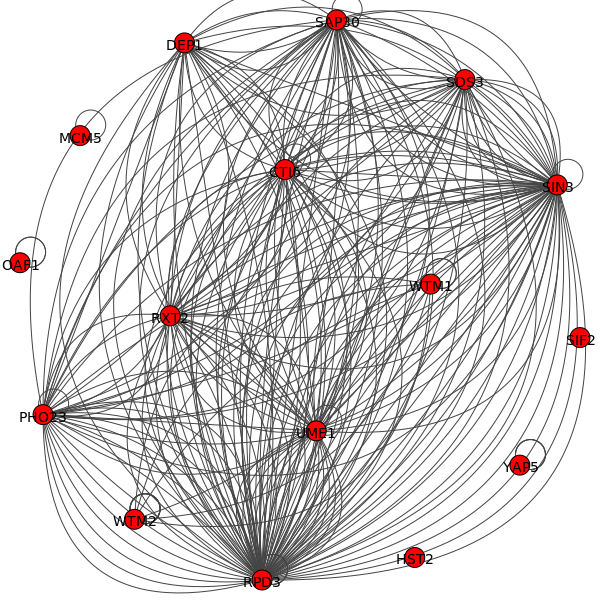 SAP30
DEP1
SDS3
MCM5
CTI6
SIN3
OAF1
WTM1
RXT2
SIF2
PHO23
UME1
YAP5
WTM2
HST2
RPD3